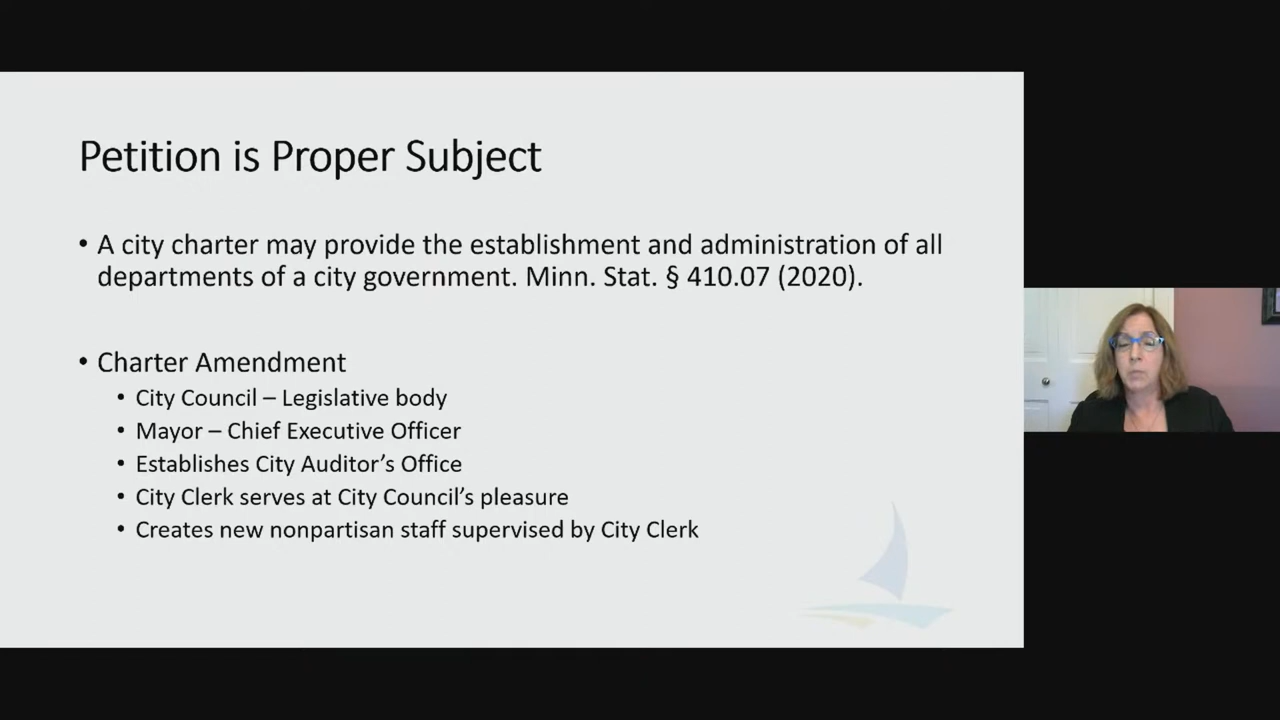 Petition is Proper Subject
• A city charter may provide the establishment and administration of all
departments of a city government. Minn. Stat. § 410.07 (2020).
• Charter Amendment
• City Council – Legislative body
• Mayor – Chief Executive Officer
• Establishes City Auditor’s Office
• City Clerk serves at City Council’s pleasure
• Creates new nonpartisan staff supervised by City Clerk